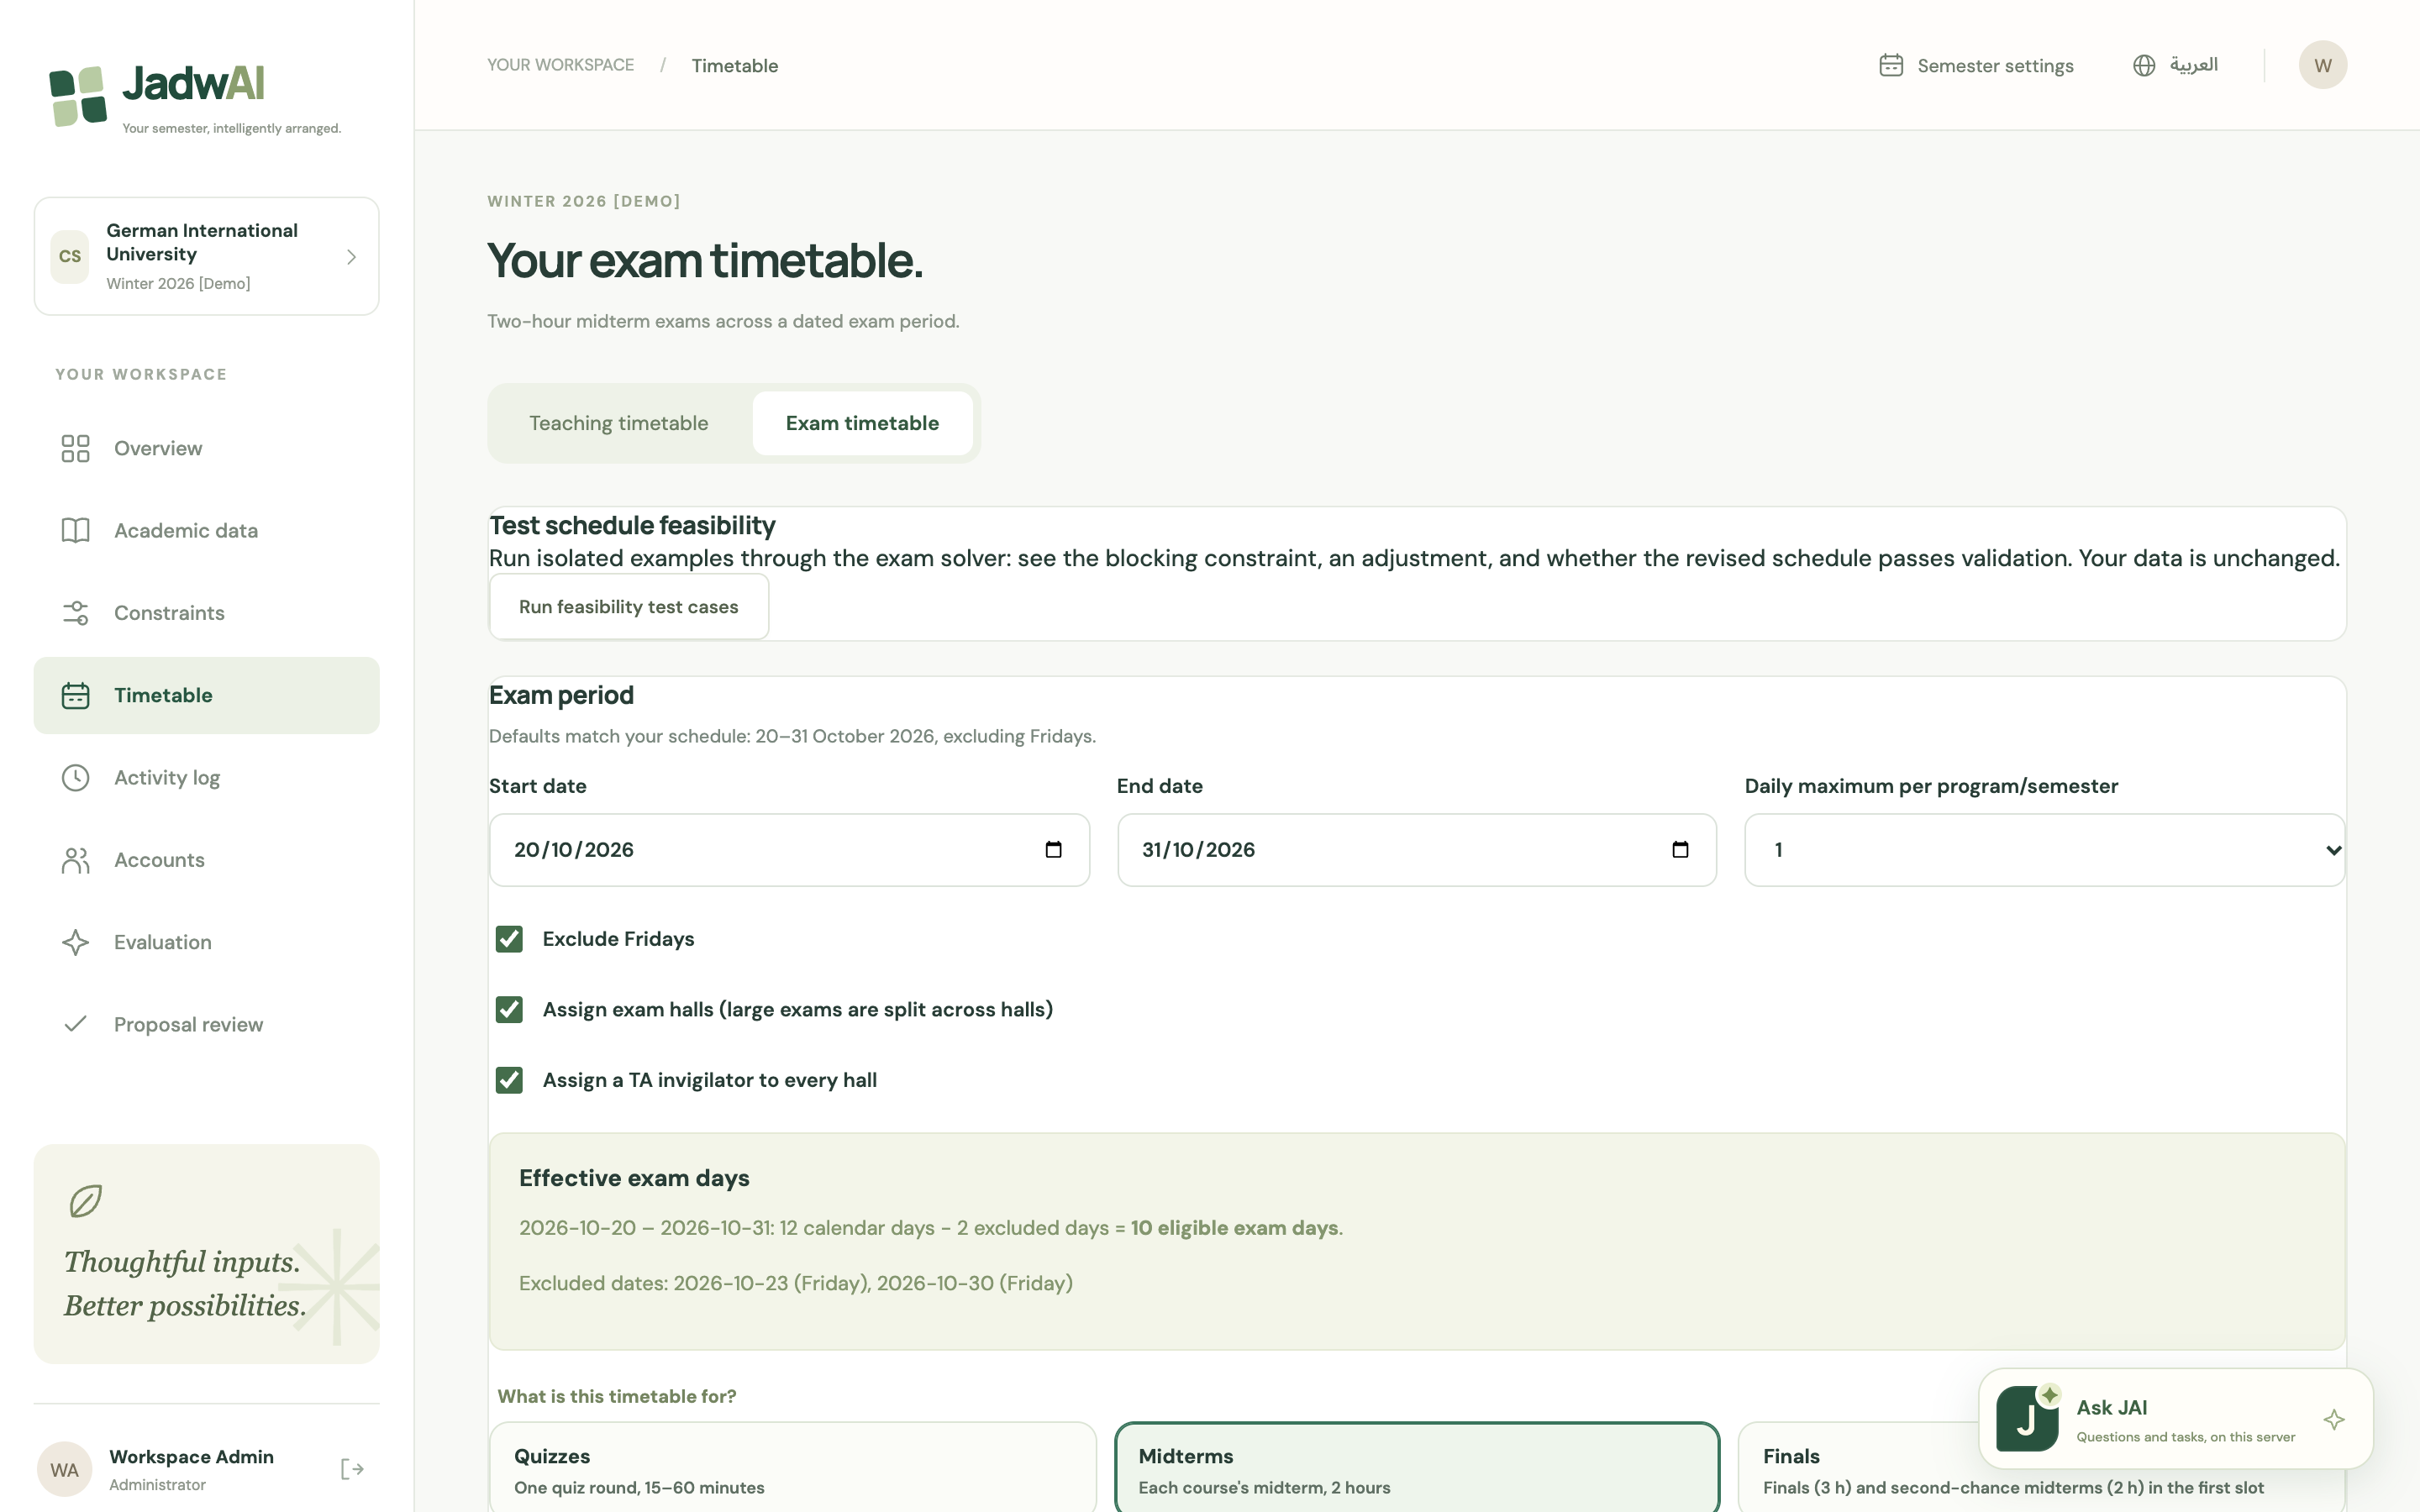 JadwAI
Your semester, intelligently arranged.
CS
German International
University
Winter 2026 [Demo]
YOUR WORKSPACE
Overview
Academic data
Constraints
Timetable
Activity log
Accounts
Evaluation
Proposal review
Thoughtful inputs.
Better possibilities.
WA
Workspace Admin
Administrator
YOUR WORKSPACE / Timetable
Semester settings
العربية
W
WINTER 2026 [DEMO]
Your exam timetable.
Two-hour midterm exams across a dated exam period.
Teaching timetable
Exam timetable
Test schedule feasibility
Run isolated examples through the exam solver: see the blocking constraint, an adjustment, and whether the revised schedule passes validation. Your data is unchanged.
Run feasibility test cases
Exam period
Defaults match your schedule: 20–31 October 2026, excluding Fridays.
Start date
20/10/2026
End date
31/10/2026
Daily maximum per program/semester
1
Exclude Fridays
Assign exam halls (large exams are split across halls)
Assign a TA invigilator to every hall
Effective exam days
2026-10-20 – 2026-10-31: 12 calendar days - 2 excluded days = 10 eligible exam days.
Excluded dates: 2026-10-23 (Friday), 2026-10-30 (Friday)
What is this timetable for?
Quizzes
One quiz round, 15–60 minutes
Midterms
Each course's midterm, 2 hours
Finals
Finals (3 h) and second-chance midterms (2 h) in the first slot
J
Ask JAI
Questions and tasks, on this server